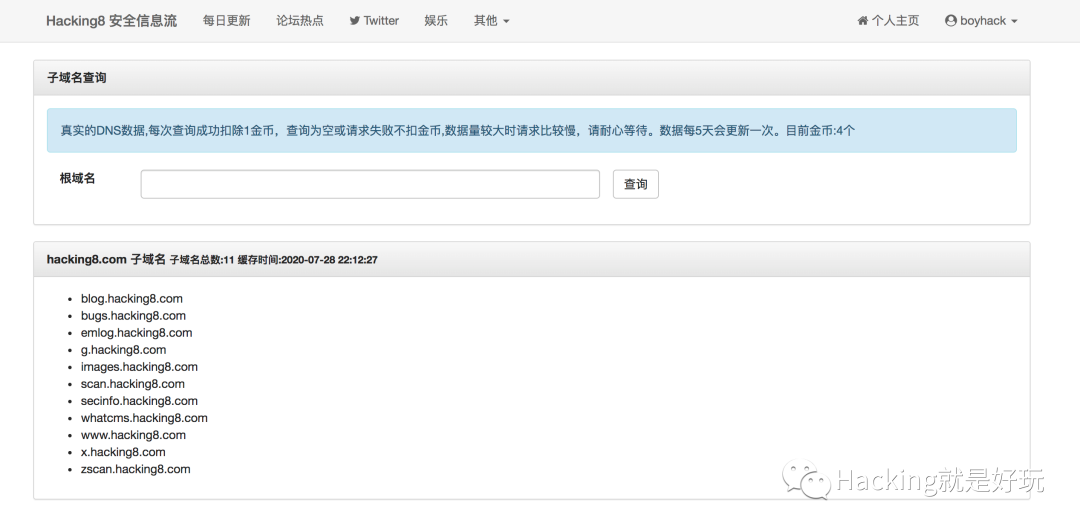 Hacking8 安全信息流 每日更新 论坛热点 Twitter 娱乐 其他 个人主页 boyhack
子域名查询
真实的DNS数据,每次查询成功扣除1金币，查询为空或请求失败不扣金币,数据量较大时请求比较慢，请耐心等待。数据每5天会更新一次。目前金币:4个
根域名 查询
hacking8.com 子域名 子域名总数:11 缓存时间:2020-07-28 22:12:27
blog.hacking8.com
bugs.hacking8.com
emlog.hacking8.com
g.hacking8.com
images.hacking8.com
scan.hacking8.com
secinfo.hacking8.com
whatcms.hacking8.com
www.hacking8.com
x.hacking8.com
zscan.hacking8.com
Hacking就是好玩